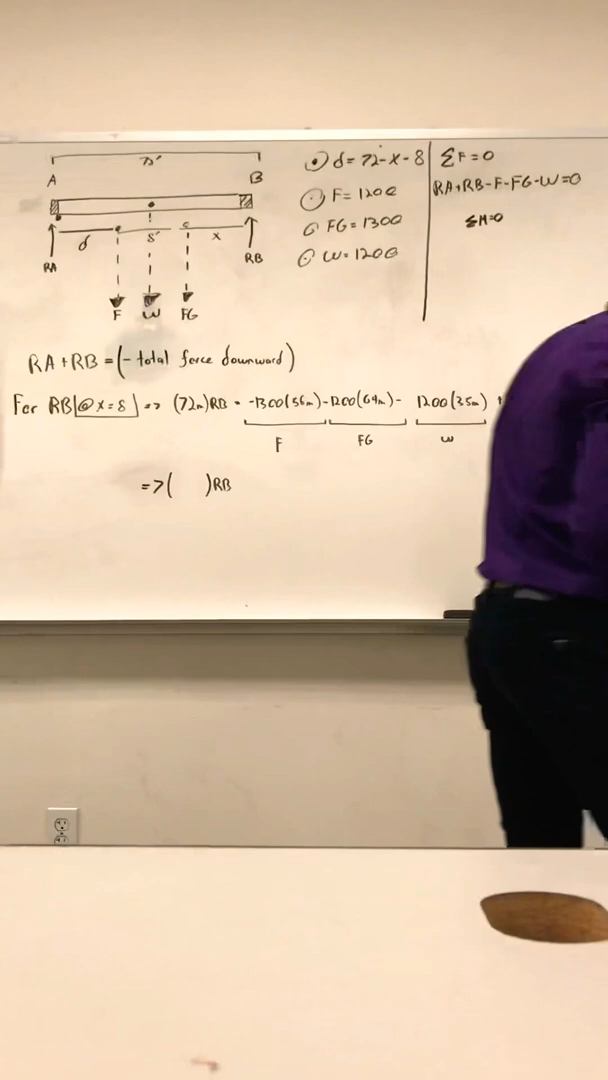 72'
A B
d 8' c x
RA RB
F W FG
d = 72 - x - 8
F = 1200
FG = 1300
W = 1200
ΣF = 0
RA + RB - F - FG - W = 0
ΣM = 0
RA + RB = (- total force downward)
For RB @ x = 8 => (72in)RB = -1300(56in) - 1200(64in) - 1200(35in)
F FG W
=> ( )RB